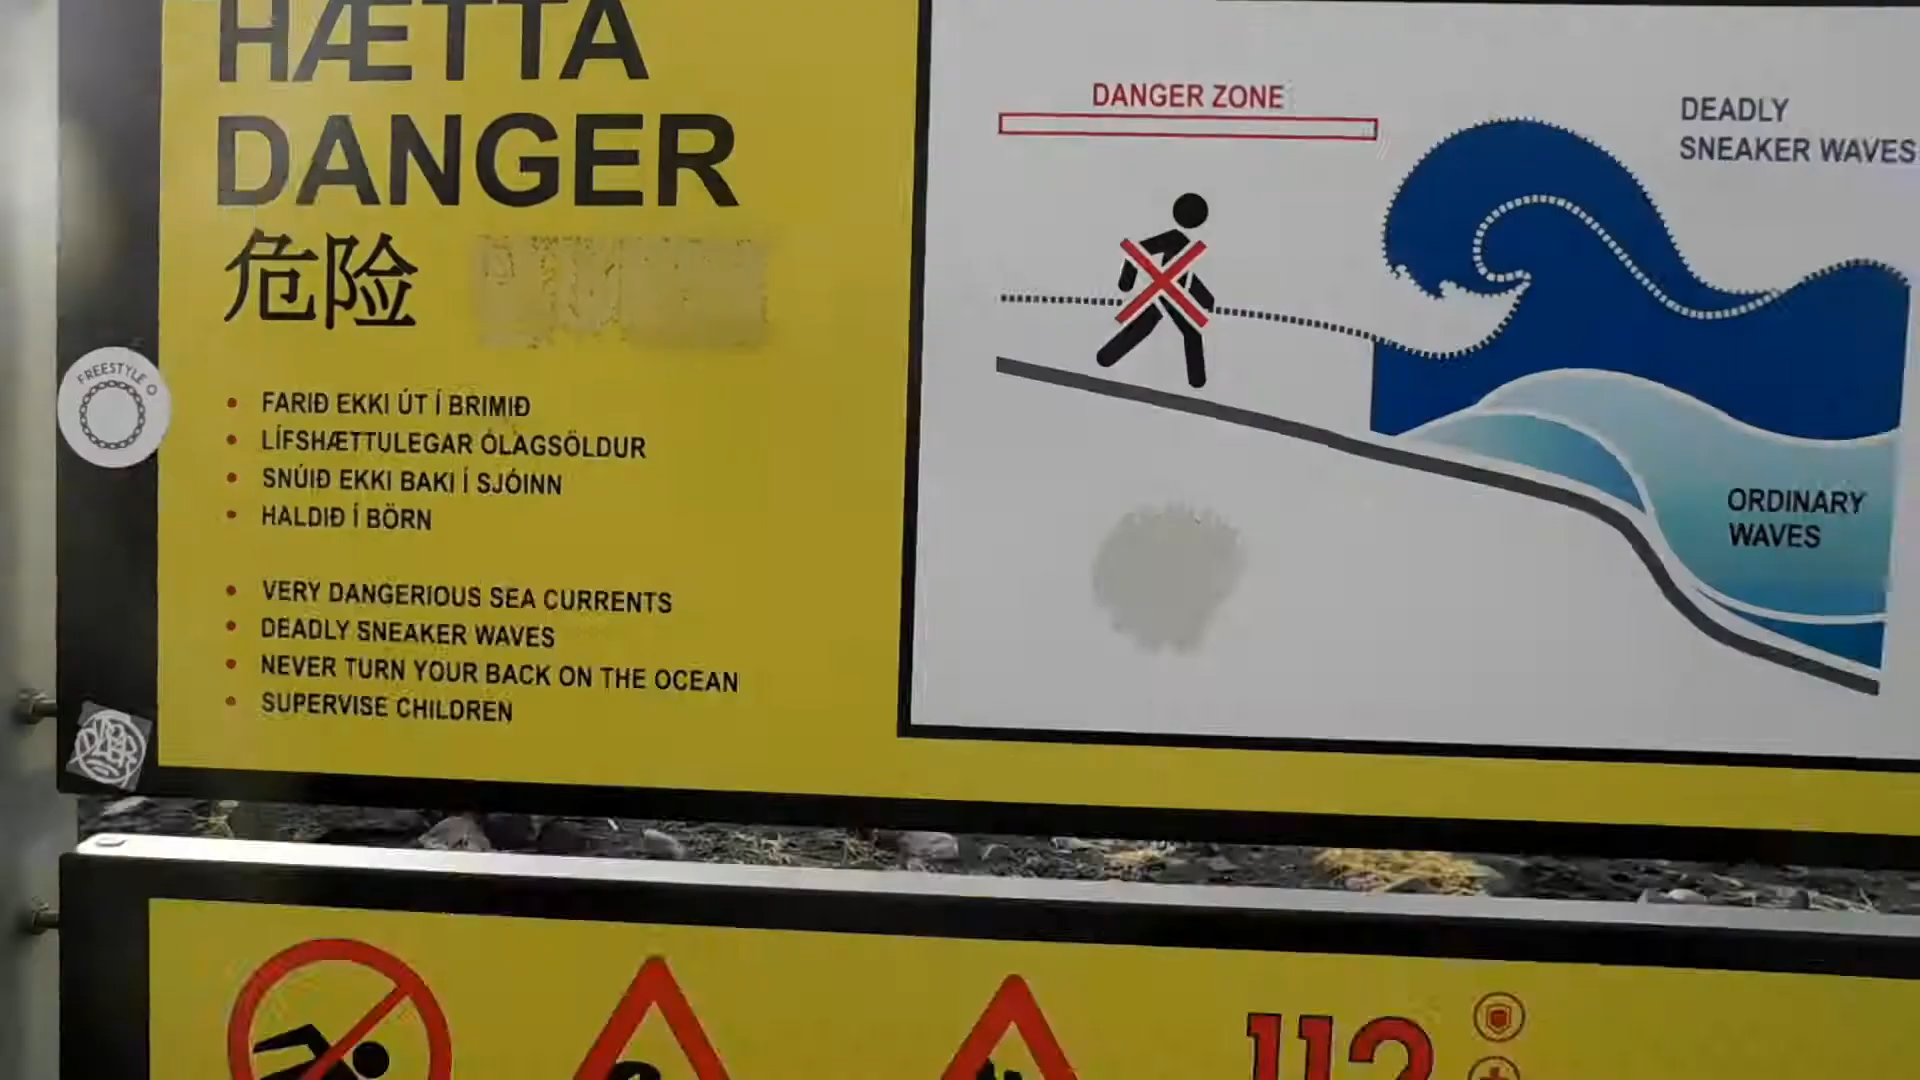 HÆTTA
DANGER
危险
FREESTYLE
• FARIÐ EKKI ÚT Í BRIMIÐ
• LÍFSHÆTTULEGAR ÓLAGSÖLDUR
• SNÚIÐ EKKI BAKI Í SJÓINN
• HALDIÐ Í BÖRN
• VERY DANGERIOUS SEA CURRENTS
• DEADLY SNEAKER WAVES
• NEVER TURN YOUR BACK ON THE OCEAN
• SUPERVISE CHILDREN
DANGER ZONE
DEADLY
SNEAKER WAVES
ORDINARY
WAVES
112